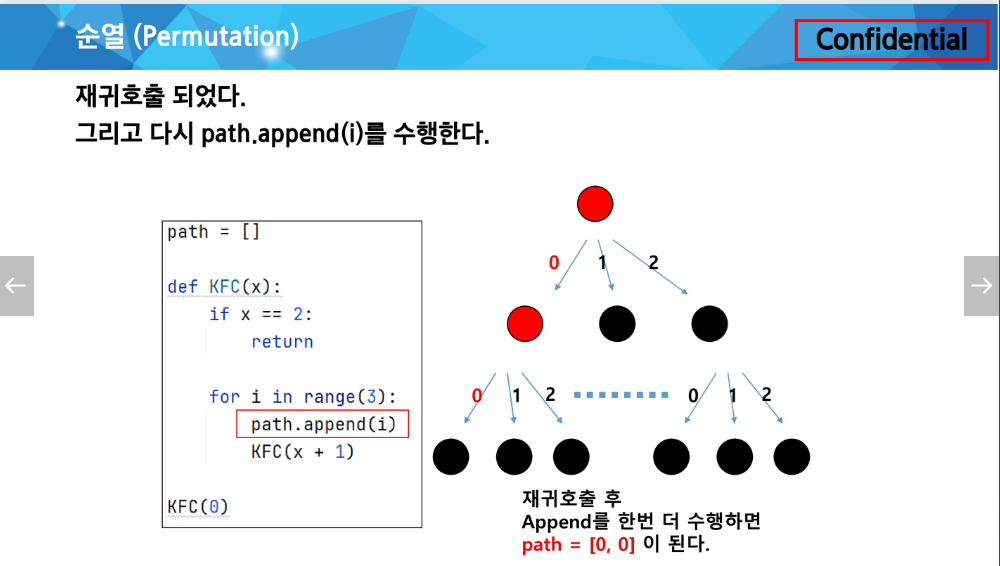 순열 (Permutation)
Confidential
재귀호출 되었다.
그리고 다시 path.append(i)를 수행한다.
path = []
def KFC(x):
if x == 2:
return
for i in range(3):
path.append(i)
KFC(x + 1)
KFC(0)
0 1 2
0 1 2 0 1 2
재귀호출 후
Append를 한번 더 수행하면
path = [0, 0] 이 된다.